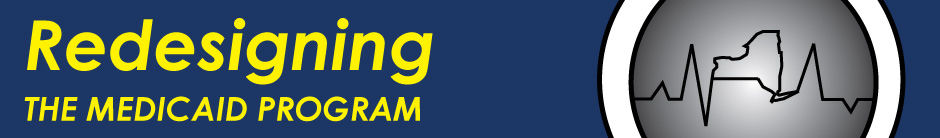 Redesigning
THE MEDICAID PROGRAM